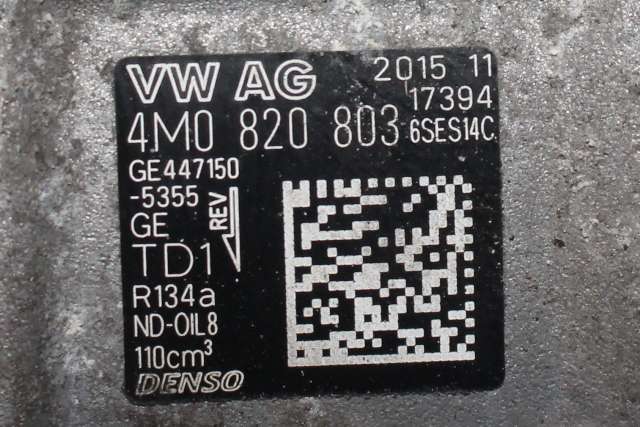 VW AG 2015 11
17394
4M0 820 803 6SES14C
GE447150
-5355
GE REV
TD1
R134a
ND-OIL8
110cm³
DENSO